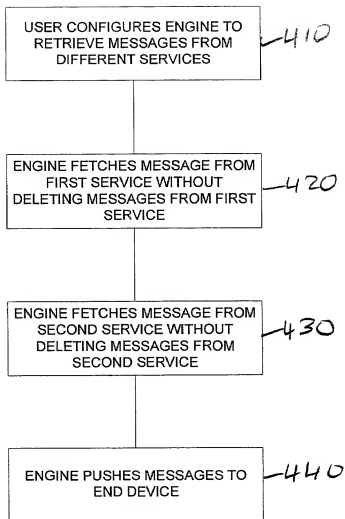 USER CONFIGURES ENGINE TO
RETRIEVE MESSAGES FROM
DIFFERENT SERVICES
410
ENGINE FETCHES MESSAGE FROM
FIRST SERVICE WITHOUT
DELETING MESSAGES FROM FIRST
SERVICE
420
ENGINE FETCHES MESSAGE FROM
SECOND SERVICE WITHOUT
DELETING MESSAGES FROM
SECOND SERVICE
430
ENGINE PUSHES MESSAGES TO
END DEVICE
440